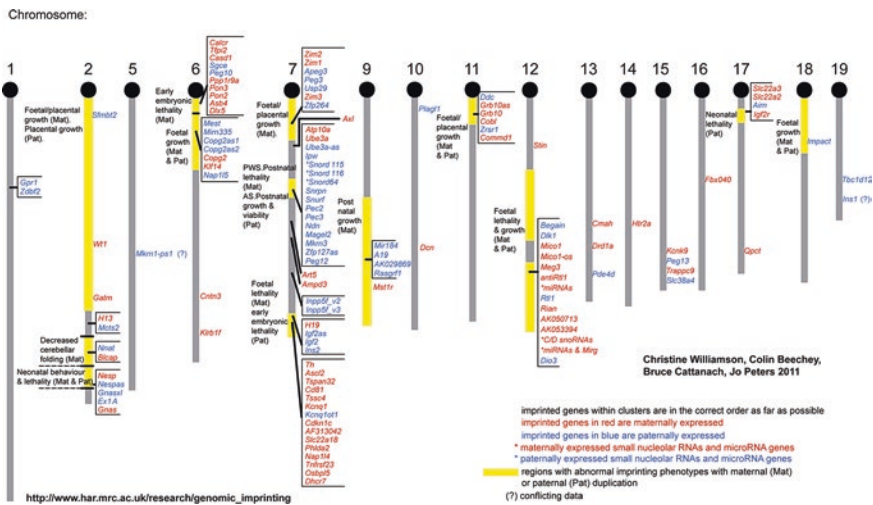 Chromosome:
1
2
5
6
7
9
10
11
12
13
14
15
16
17
18
19
Gpr1
Zdbf2
Foetal/placental
growth (Mat).
Placental growth
(Pat).
Sfmbt2
Wt1
Gatm
H13
Mcts2
Decreased
cerebellar
folding (Mat)
Nnat
Blcap
Neonatal behaviour
& lethality (Mat & Pat)
Nesp
Nespas
Gnasxl
Ex1A
Gnas
Mkrn1-ps1 (?)
Early
embryonic
lethality (Mat)
Calcr
Tfpi2
Casd1
Sgce
Peg10
Ppp1r9a
Pon3
Pon2
Asb4
Dlx5
Foetal growth
(Mat
& Pat)
Mest
Mim335
Copg2as1
Copg2as2
Copg2
Klf14
Nap1l5
Cntn3
Klrb1f
Foetal/
placental
growth (Mat).
Zim2
Zim1
Apeg3
Peg3
Usp29
Zim3
Zfp264
Axl
PWS.Postnatal
lethality (Mat)
AS.Postnatal
growth &
viability
(Pat)
Atp10a
Ube3a
Ube3a-as
Ipw
*Snord 115
*Snord 116
*Snord64
Snrpn
Snurf
Pec2
Pec3
Ndn
Magel2
Mkrn3
Zfp127as
Peg12
Art5
Ampd3
Inpp5f_v2
Inpp5f_v3
Foetal lethality
(Mat)
early
embryonic
lethality
(Pat)
H19
Igf2as
Igf2
Ins2
Th
Ascl2
Tspan32
Cd81
Tssc4
Kcnq1
Kcnq1ot1
Cdkn1c
AF313042
Slc22a18
Phlda2
Nap1l4
Tnfrsf23
Osbpl5
Dhcr7
Post
natal
growth
(Mat)
Mir184
A19
AK029869
Rasgrf1
Mst1r
Plagl1
Dcn
Foetal/
placental
growth (Mat
& Pat)
Ddc
Grb10as
Grb10
Cobl
Zrsr1
Commd1
Stin
Foetal lethality
& growth (Mat
& Pat)
Begain
Dlk1
Mico1
Mico1-os
Meg3
antiRtl1
*miRNAs
Rtl1
Rian
AK050713
AK053394
*C/D snoRNAs
*miRNAs & Mirg
Dio3
Cmah
Drd1a
Pde4d
Htr2a
Kcnk9
Peg13
Trappc9
Slc38a4
Fbxo40
Neonatal
lethality (Pat)
Slc22a3
Slc22a2
Airn
Igf2r
Qpct
Foetal
growth
(Mat
& Pat)
Impact
Tbc1d12
Ins1 (?)
Christine Williamson, Colin Beechey,
Bruce Cattanach, Jo Peters 2011
imprinted genes within clusters are in the correct order as far as possible
imprinted genes in red are maternally expressed
imprinted genes in blue are paternally expressed
* maternally expressed small nucleolar RNAs and microRNA genes
* paternally expressed small nucleolar RNAs and microRNA genes
regions with abnormal imprinting phenotypes with maternal (Mat)
or paternal (Pat) duplication
(?) conflicting data
http://www.har.mrc.ac.uk/research/genomic_imprinting